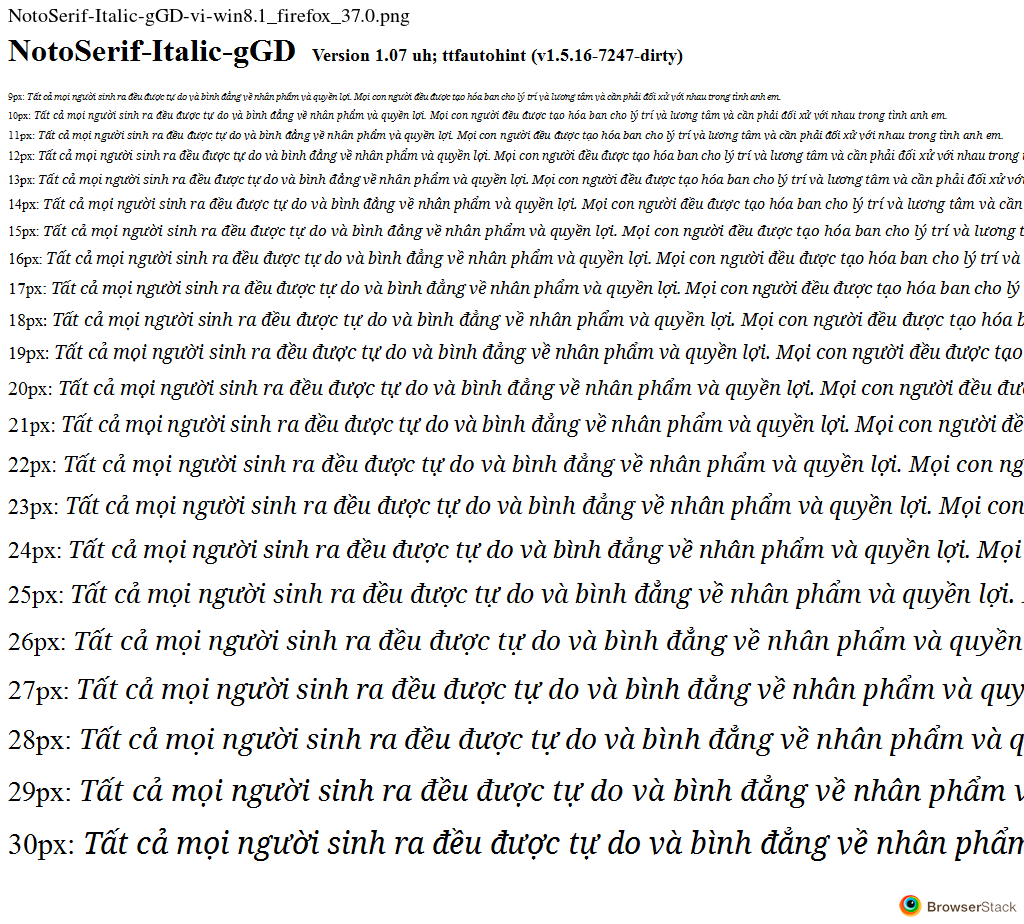 NotoSerif-Italic-gGD-vi-win8.1_firefox_37.0.png
NotoSerif-Italic-gGD Version 1.07 uh; ttfautohint (v1.5.16-7247-dirty)
9px: Tất cả mọi người sinh ra đều được tự do và bình đẳng về nhân phẩm và quyền lợi. Mọi con người đều được tạo hóa ban cho lý trí và lương tâm và cần phải đối xử với nhau trong tình anh em.
10px: Tất cả mọi người sinh ra đều được tự do và bình đẳng về nhân phẩm và quyền lợi. Mọi con người đều được tạo hóa ban cho lý trí và lương tâm và cần phải đối xử với nhau trong tình anh em.
11px: Tất cả mọi người sinh ra đều được tự do và bình đẳng về nhân phẩm và quyền lợi. Mọi con người đều được tạo hóa ban cho lý trí và lương tâm và cần phải đối xử với nhau trong tình anh em.
12px: Tất cả mọi người sinh ra đều được tự do và bình đẳng về nhân phẩm và quyền lợi. Mọi con người đều được tạo hóa ban cho lý trí và lương tâm và cần phải đối xử với nhau trong t
13px: Tất cả mọi người sinh ra đều được tự do và bình đẳng về nhân phẩm và quyền lợi. Mọi con người đều được tạo hóa ban cho lý trí và lương tâm và cần phải đối xử với
14px: Tất cả mọi người sinh ra đều được tự do và bình đẳng về nhân phẩm và quyền lợi. Mọi con người đều được tạo hóa ban cho lý trí và lương tâm và cần
15px: Tất cả mọi người sinh ra đều được tự do và bình đẳng về nhân phẩm và quyền lợi. Mọi con người đều được tạo hóa ban cho lý trí và lương t
16px: Tất cả mọi người sinh ra đều được tự do và bình đẳng về nhân phẩm và quyền lợi. Mọi con người đều được tạo hóa ban cho lý trí và
17px: Tất cả mọi người sinh ra đều được tự do và bình đẳng về nhân phẩm và quyền lợi. Mọi con người đều được tạo hóa ban cho lý
18px: Tất cả mọi người sinh ra đều được tự do và bình đẳng về nhân phẩm và quyền lợi. Mọi con người đều được tạo hóa b
19px: Tất cả mọi người sinh ra đều được tự do và bình đẳng về nhân phẩm và quyền lợi. Mọi con người đều được tạo
20px: Tất cả mọi người sinh ra đều được tự do và bình đẳng về nhân phẩm và quyền lợi. Mọi con người đều đư
21px: Tất cả mọi người sinh ra đều được tự do và bình đẳng về nhân phẩm và quyền lợi. Mọi con người đề
22px: Tất cả mọi người sinh ra đều được tự do và bình đẳng về nhân phẩm và quyền lợi. Mọi con ng
23px: Tất cả mọi người sinh ra đều được tự do và bình đẳng về nhân phẩm và quyền lợi. Mọi con
24px: Tất cả mọi người sinh ra đều được tự do và bình đẳng về nhân phẩm và quyền lợi. Mọi
25px: Tất cả mọi người sinh ra đều được tự do và bình đẳng về nhân phẩm và quyền lợi.
26px: Tất cả mọi người sinh ra đều được tự do và bình đẳng về nhân phẩm và quyền
27px: Tất cả mọi người sinh ra đều được tự do và bình đẳng về nhân phẩm và quy
28px: Tất cả mọi người sinh ra đều được tự do và bình đẳng về nhân phẩm và q
29px: Tất cả mọi người sinh ra đều được tự do và bình đẳng về nhân phẩm v
30px: Tất cả mọi người sinh ra đều được tự do và bình đẳng về nhân phẩm
BrowserStack